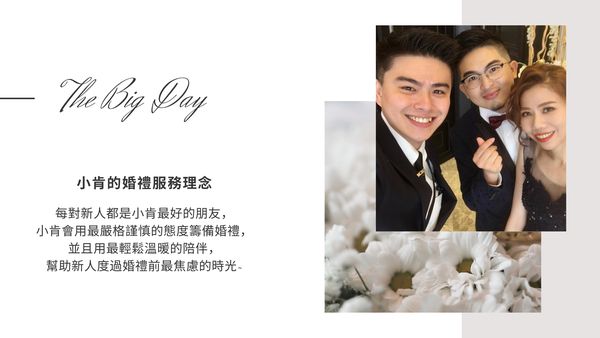 The Big Day
小肯的婚禮服務理念
每對新人都是小肯最好的朋友，
小肯會用最嚴格謹慎的態度籌備婚禮，
並且用最輕鬆溫暖的陪伴，
幫助新人度過婚禮前最焦慮的時光~